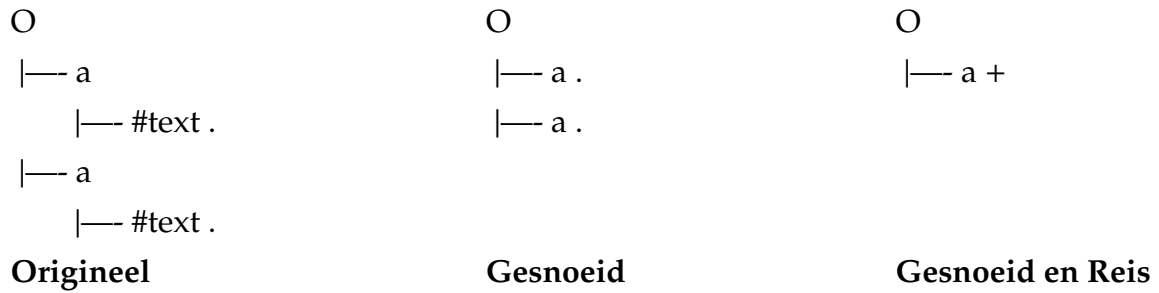 O O O
|—- a |—- a . |—- a +
|—- #text . |—- a .
|—- a
|—- #text .
Origineel Gesnoeid Gesnoeid en Reis